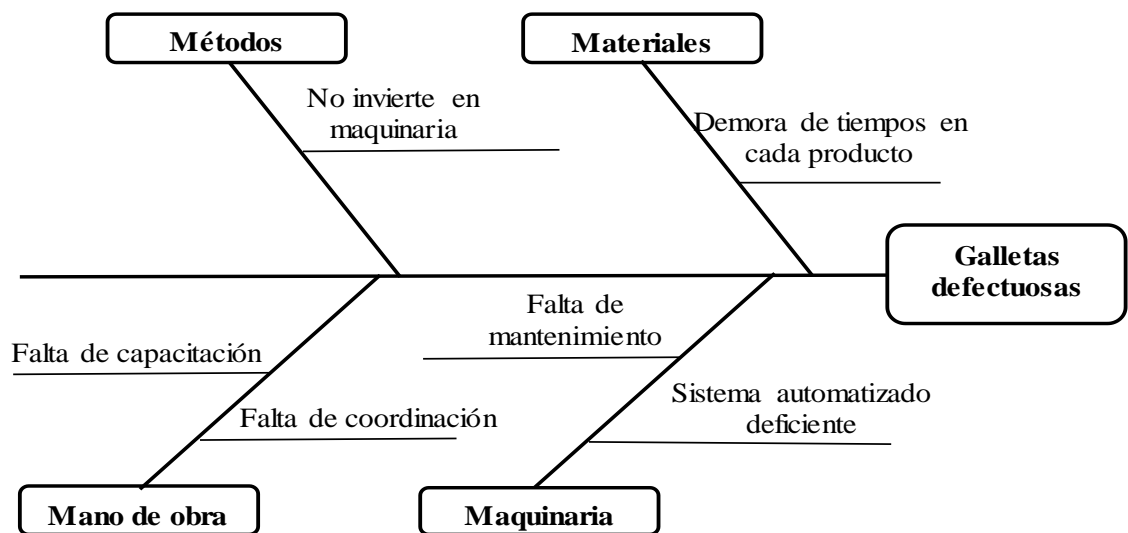 Métodos
Materiales
No invierte en
maquinaria
Demora de tiempos en
cada producto
Galletas
defectuosas
Falta de
mantenimiento
Falta de capacitación
Sistema automatizado
deficiente
Falta de coordinación
Mano de obra
Maquinaria